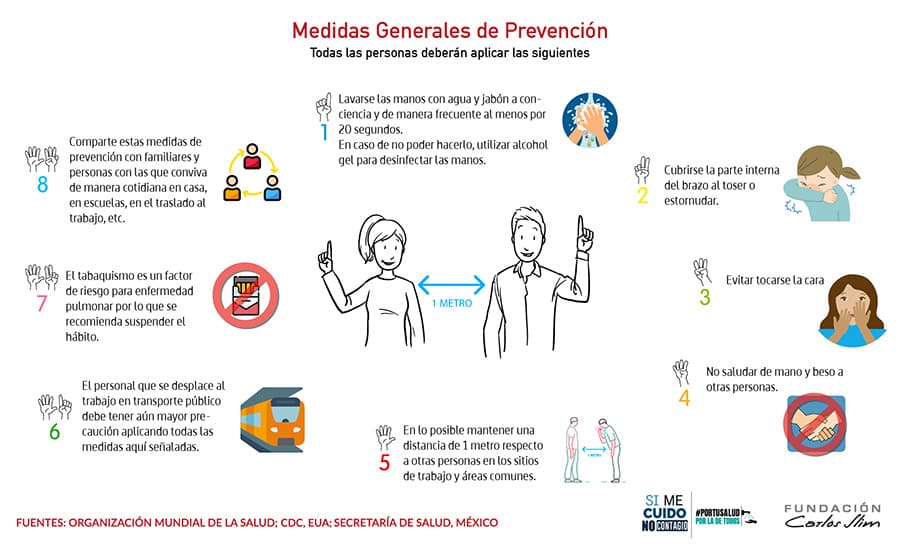 Medidas Generales de Prevención
Todas las personas deberán aplicar las siguientes
1
Lavarse las manos con agua y jabón a con-
ciencia y de manera frecuente al menos por
20 segundos.
En caso de no poder hacerlo, utilizar alcohol
gel para desinfectar las manos.
2
Cubrirse la parte interna
del brazo al toser o
estornudar.
3
Evitar tocarse la cara
4
No saludar de mano y beso a
otras personas.
5
En lo posible mantener una
distancia de 1 metro respecto
a otras personas en los sitios
de trabajo y áreas comunes.
1 METRO
6
El personal que se desplace al
trabajo en transporte público
debe tener aún mayor pre-
caución aplicando todas las
medidas aquí señaladas.
7
El tabaquismo es un factor
de riesgo para enfermedad
pulmonar por lo que se
recomienda suspender el
hábito.
8
Comparte estas medidas de
prevención con familiares y
personas con las que conviva
de manera cotidiana en casa,
en escuelas, en el traslado al
trabajo, etc.
1 METRO
FUENTES: ORGANIZACIÓN MUNDIAL DE LA SALUD; CDC, EUA; SECRETARÍA DE SALUD, MÉXICO
SI ME
CUIDO
NO CONTAGIO
#PORTUSALUD
POR LA DE TODOS
FUNDACIÓN
Carlos Slim